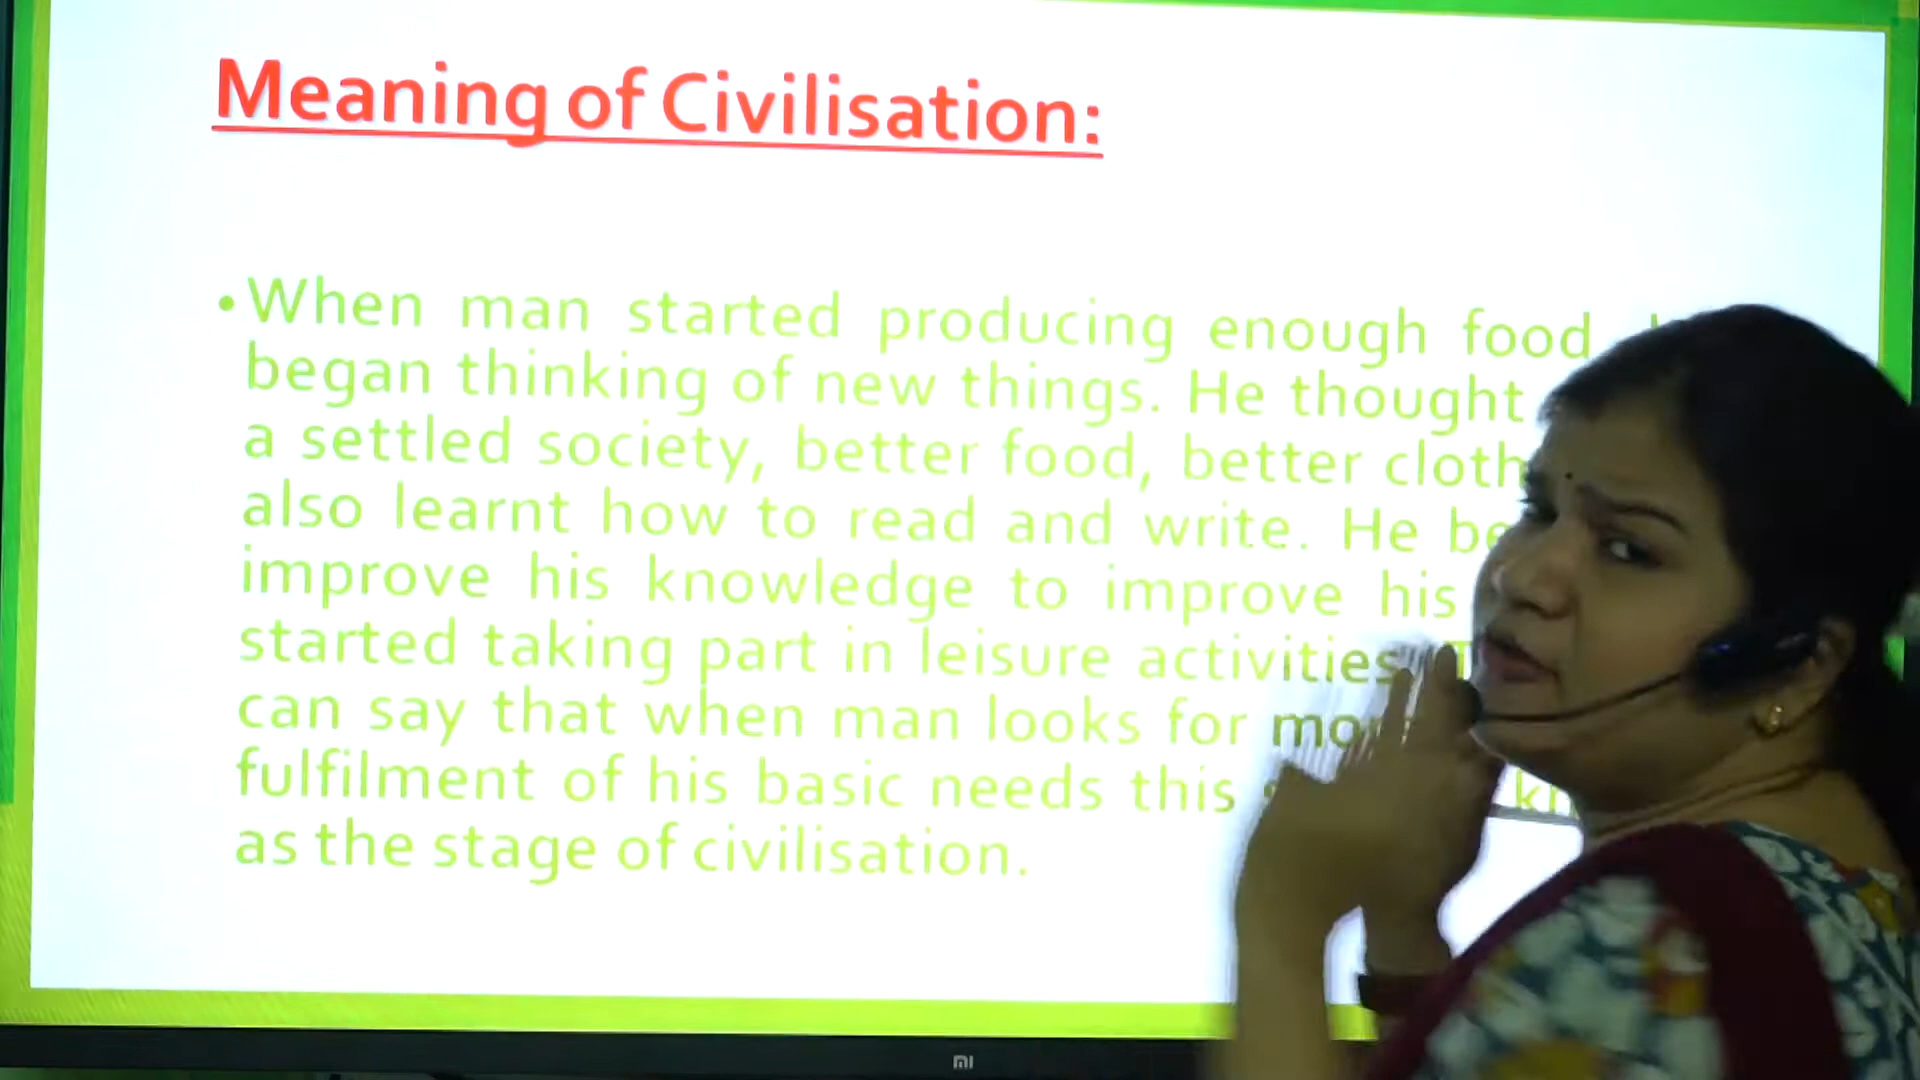 Meaning of Civilisation:
• When man started producing enough food
began thinking of new things. He thought
a settled society, better food, better cloth
also learnt how to read and write. He be
improve his knowledge to improve his
started taking part in leisure activities
can say that when man looks for
fulfilment of his basic needs this
as the stage of civilisation.
mi